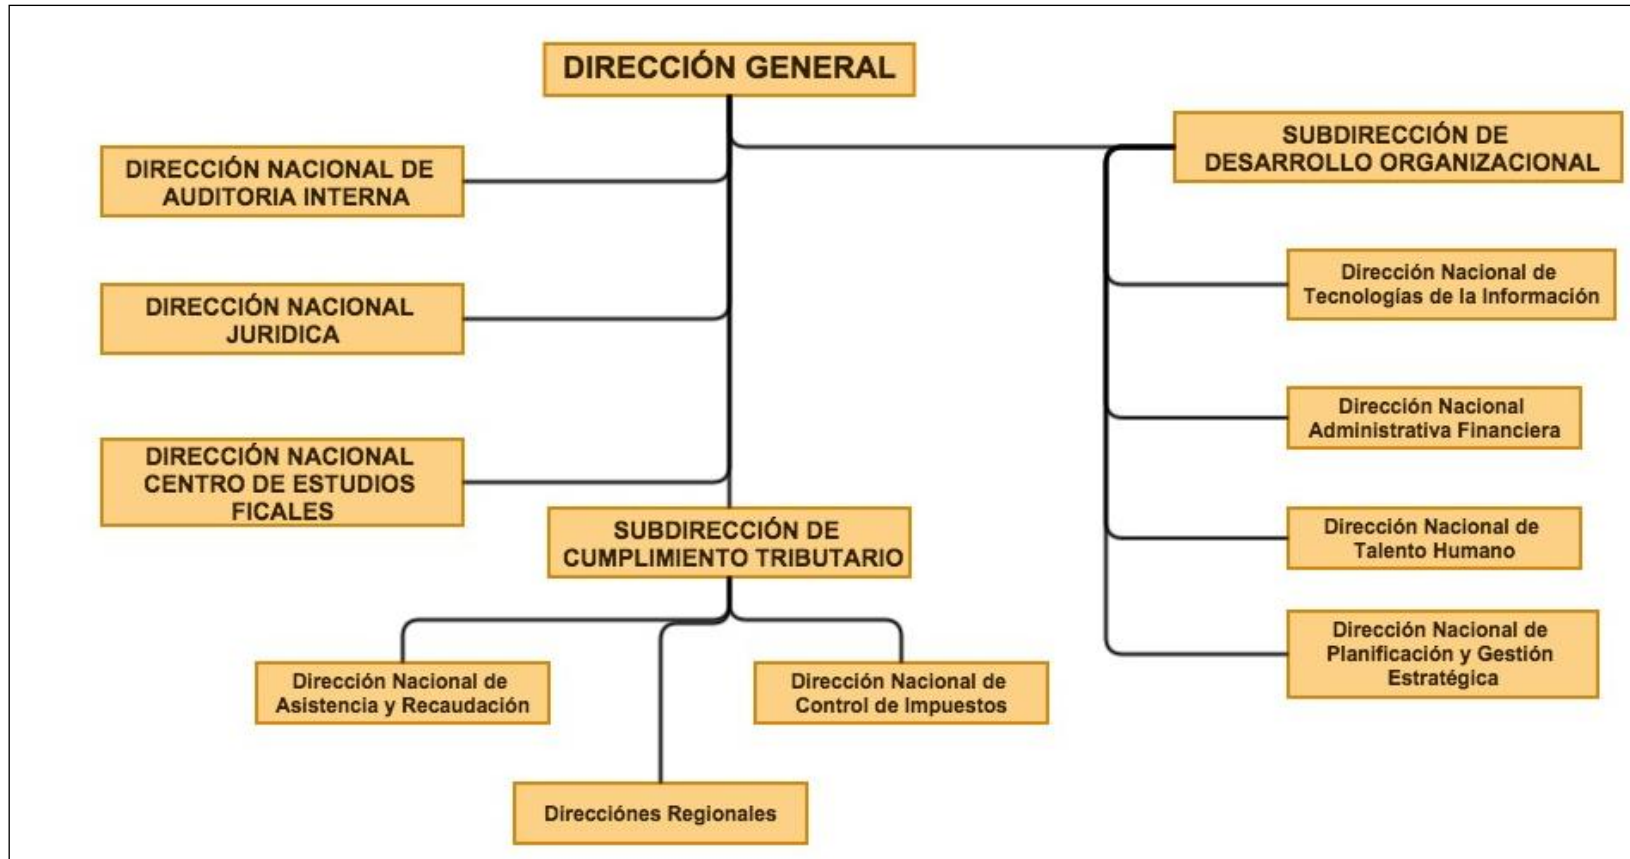 DIRECCIÓN GENERAL
SUBDIRECCIÓN DE
DESARROLLO ORGANIZACIONAL
DIRECCIÓN NACIONAL DE
AUDITORIA INTERNA
Dirección Nacional de
Tecnologías de la Información
DIRECCIÓN NACIONAL
JURIDICA
Dirección Nacional
Administrativa Financiera
DIRECCIÓN NACIONAL
CENTRO DE ESTUDIOS
FICALES
SUBDIRECCIÓN DE
CUMPLIMIENTO TRIBUTARIO
Dirección Nacional de
Talento Humano
Dirección Nacional de
Planificación y Gestión
Estratégica
Dirección Nacional de
Asistencia y Recaudación
Dirección Nacional de
Control de Impuestos
Direcciónes Regionales